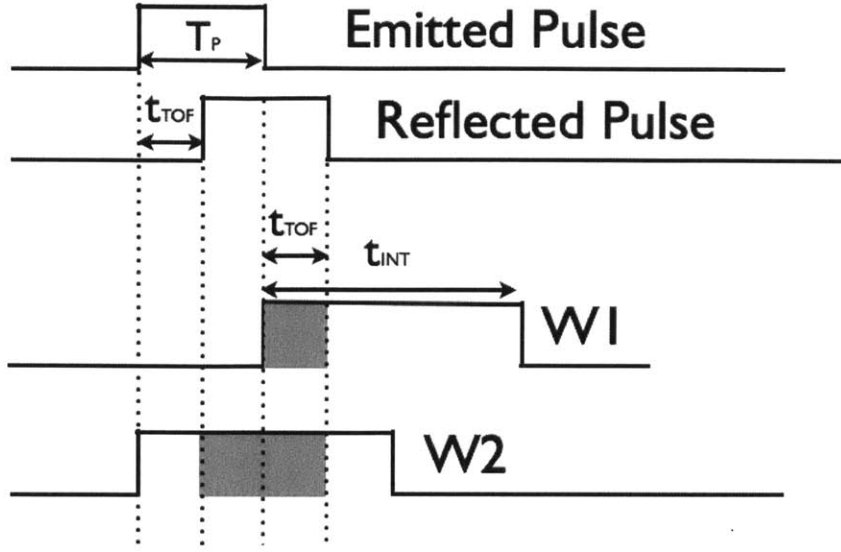 TP
Emitted Pulse
tTOF
Reflected Pulse
tTOF
tINT
W1
W2